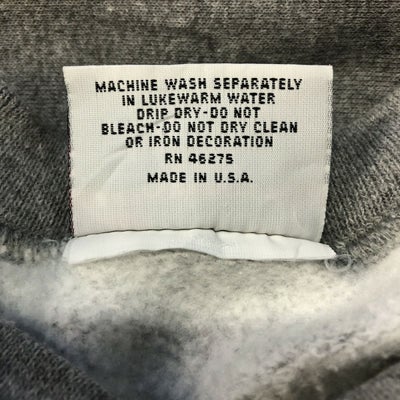 MACHINE WASH SEPARATELY
IN LUKEWARM WATER
DRIP DRY-DO NOT
BLEACH-DO NOT DRY CLEAN
OR IRON DECORATION
RN 46275
MADE IN U.S.A.